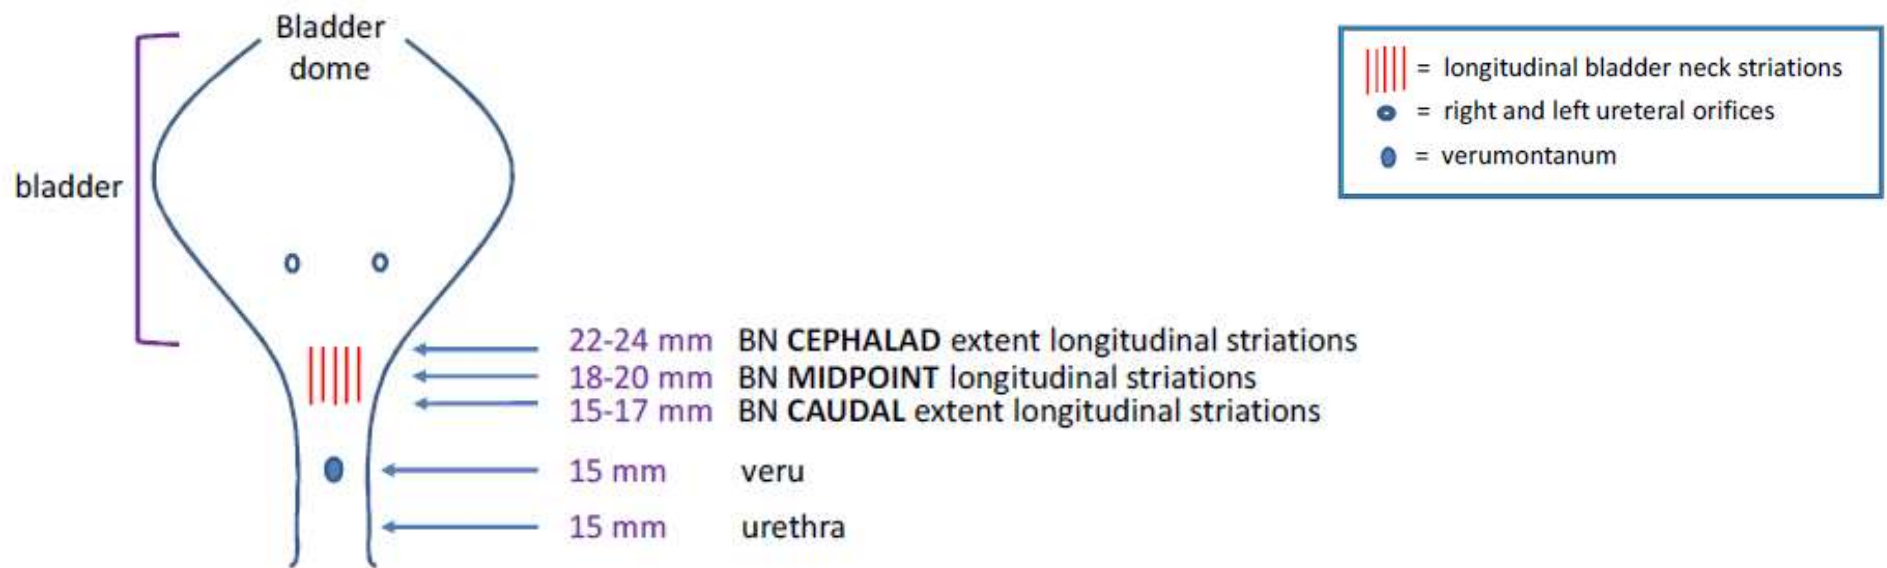 Bladder
dome
bladder
= longitudinal bladder neck striations
= right and left ureteral orifices
= verumontanum
22-24 mm BN CEPHALAD extent longitudinal striations
18-20 mm BN MIDPOINT longitudinal striations
15-17 mm BN CAUDAL extent longitudinal striations
15 mm veru
15 mm urethra